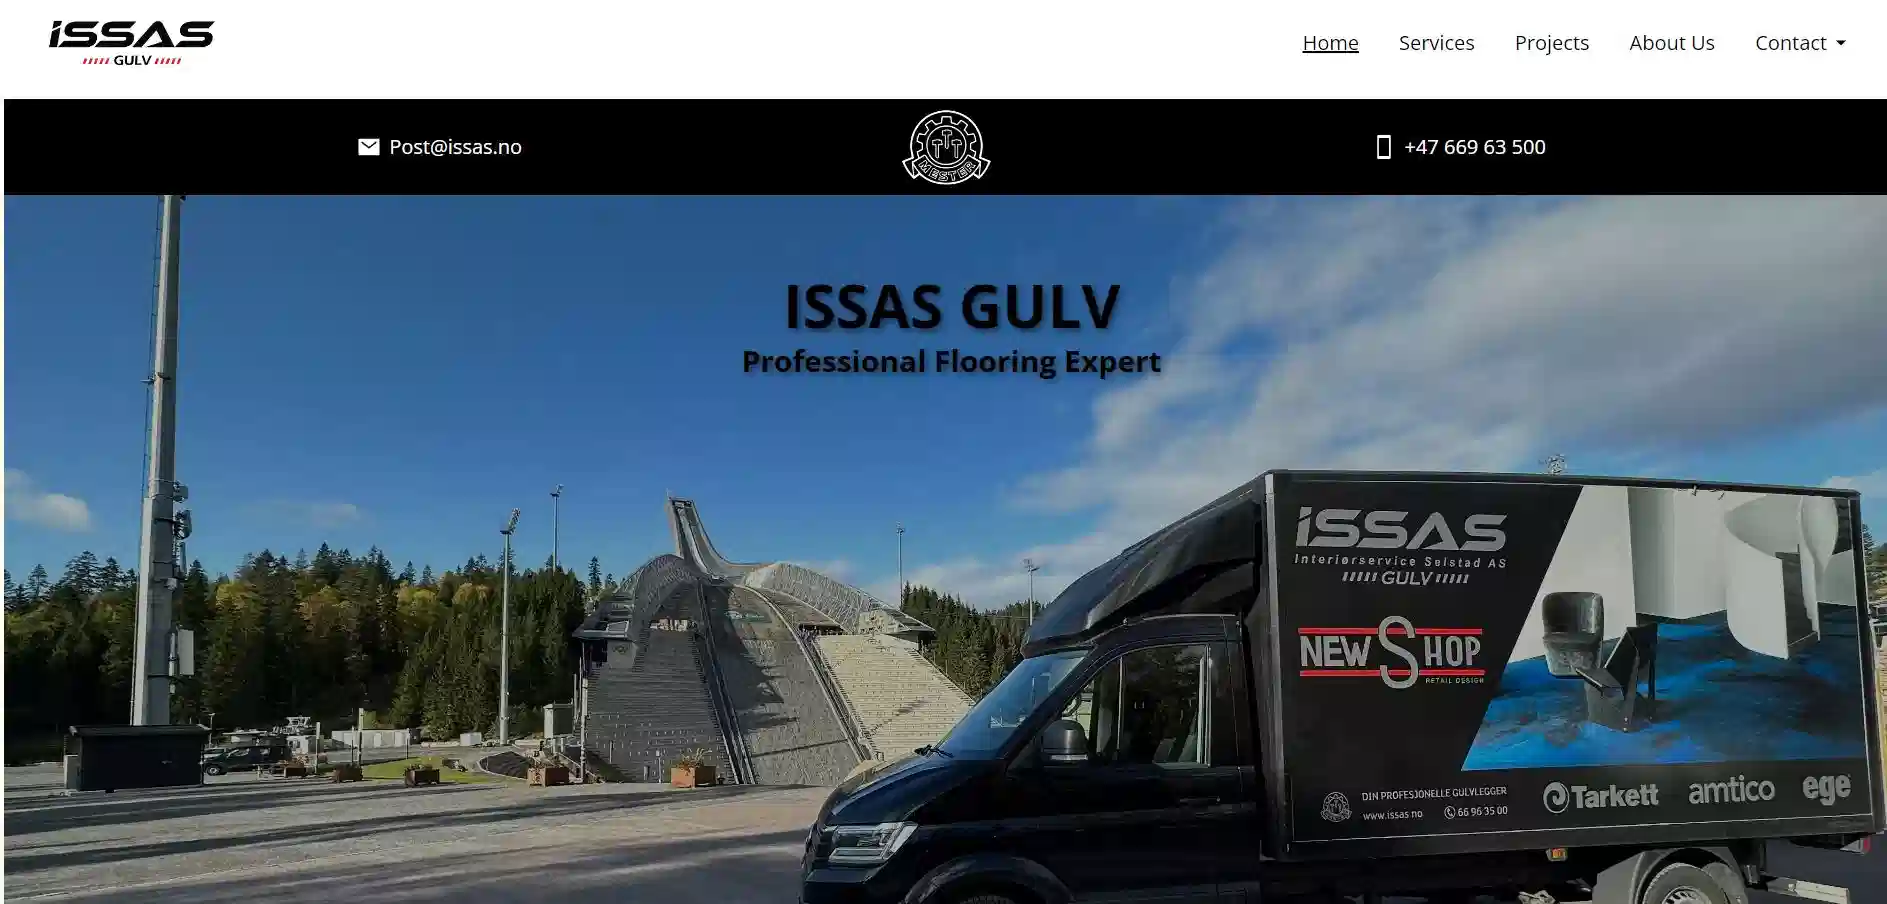 ISSAS
GULV
Home
Services
Projects
About Us
Contact
Post@issas.no
MESTER
+47 669 63 500
ISSAS GULV
Professional Flooring Expert
ISSAS
Interiørservice Selstad AS
GULV
NEW SHOP
RETAIL DESIGN
DIN PROFESJONELLE GULVLEGGER
www.issas.no
66 96 35 00
Tarkett
amtico
ege